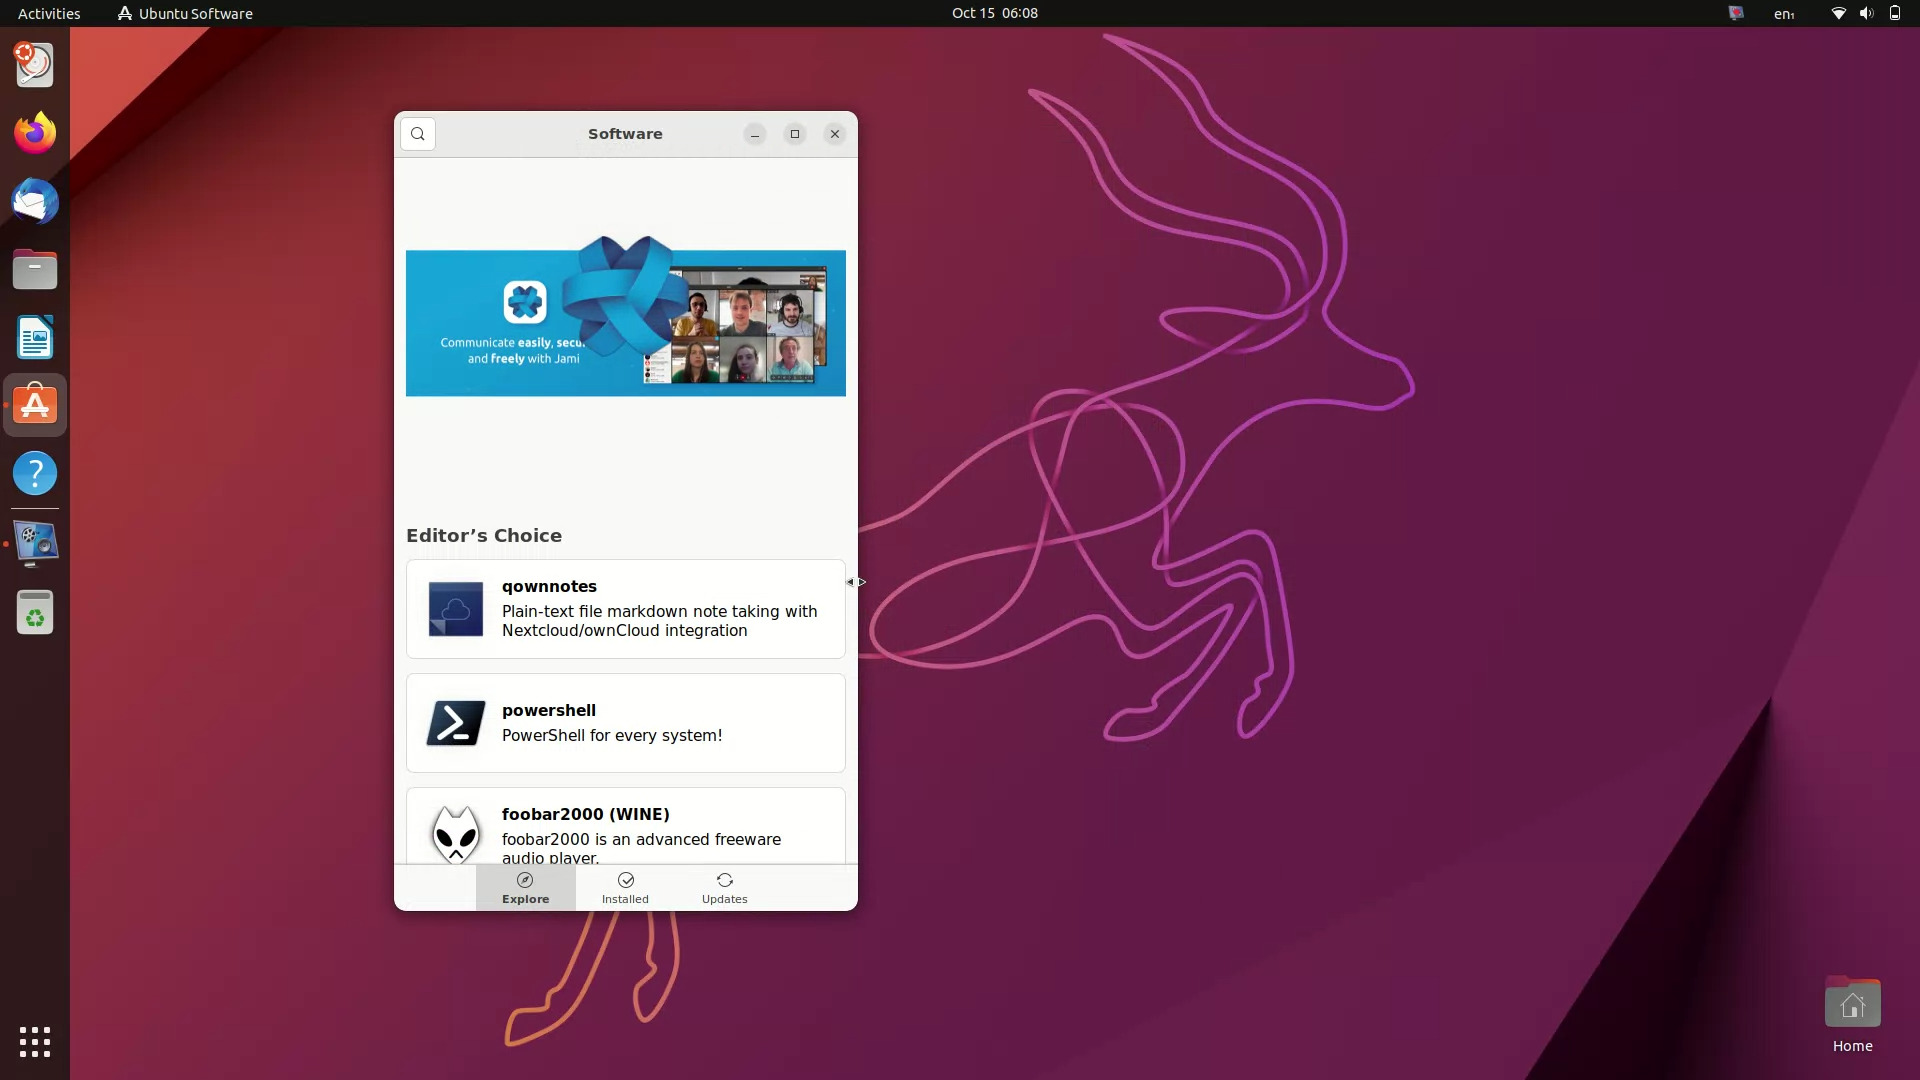 Activities
Ubuntu Software
Oct 15 06:08
en₁
Software
Communicate easily, secu
and freely with Jami
Editor’s Choice
qownnotes
Plain-text file markdown note taking with
Nextcloud/ownCloud integration
powershell
PowerShell for every system!
foobar2000 (WINE)
foobar2000 is an advanced freeware
audio player.
Explore
Installed
Updates
Home